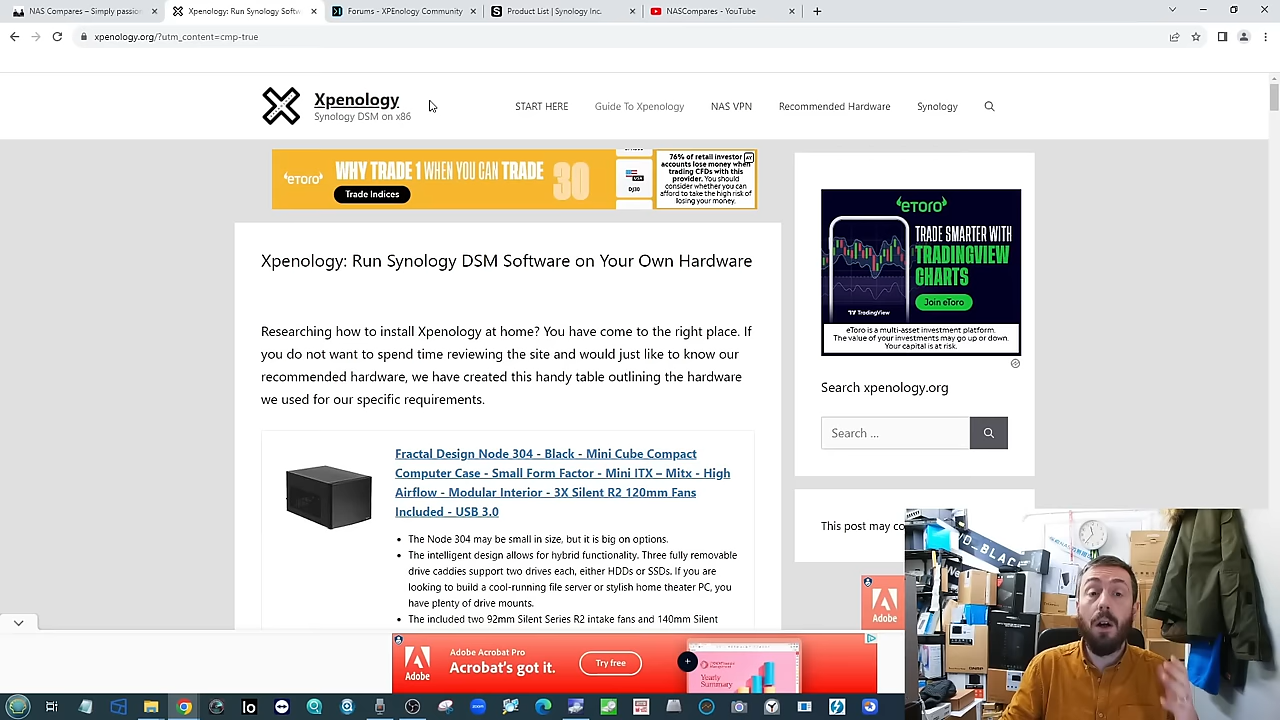 NAS Compares – Simply passion
Xpenology: Run Synology Softw
Forums - XPEnology Community
Product List | Synology Inc.
NASCompares - YouTube
xpenology.org/?utm_content=cmp-true
Xpenology
Synology DSM on x86
START HERE
Guide To Xpenology
NAS VPN
Recommended Hardware
Synology
eToro
WHY TRADE 1 WHEN YOU CAN TRADE
30
Trade Indices
DJ30
76% of retail investor
accounts lose money when
trading CFDs with this
provider. You should
consider whether you can
afford to take the high risk of
losing your money.
Xpenology: Run Synology DSM Software on Your Own Hardware
Researching how to install Xpenology at home? You have come to the right place. If
you do not want to spend time reviewing the site and would just like to know our
recommended hardware, we have created this handy table outlining the hardware
we used for our specific requirements.
Fractal Design Node 304 - Black - Mini Cube Compact
Computer Case - Small Form Factor - Mini ITX – Mitx - High
Airflow - Modular Interior - 3X Silent R2 120mm Fans
Included - USB 3.0
• The Node 304 may be small in size, but it is big on options.
• The intelligent design allows for hybrid functionality. Three fully removable
drive caddies support two drives each, either HDDs or SSDs. If you are
looking to build a cool-running file server or stylish home theater PC, you
have plenty of drive mounts.
• The included two 92mm Silent Series R2 intake fans and 140mm Silent
eToro
TRADE SMARTER WITH
TRADINGVIEW
CHARTS
Join eToro
TradingView
eToro is a multi-asset investment platform.
The value of your investments may go up or down.
Your capital is at risk.
Search xpenology.org
Search ...
This post may co
WD_BLACK
Adobe
Adobe
Adobe Acrobat Pro
Acrobat's got it.
Try free
Yearly
Summary
zoom